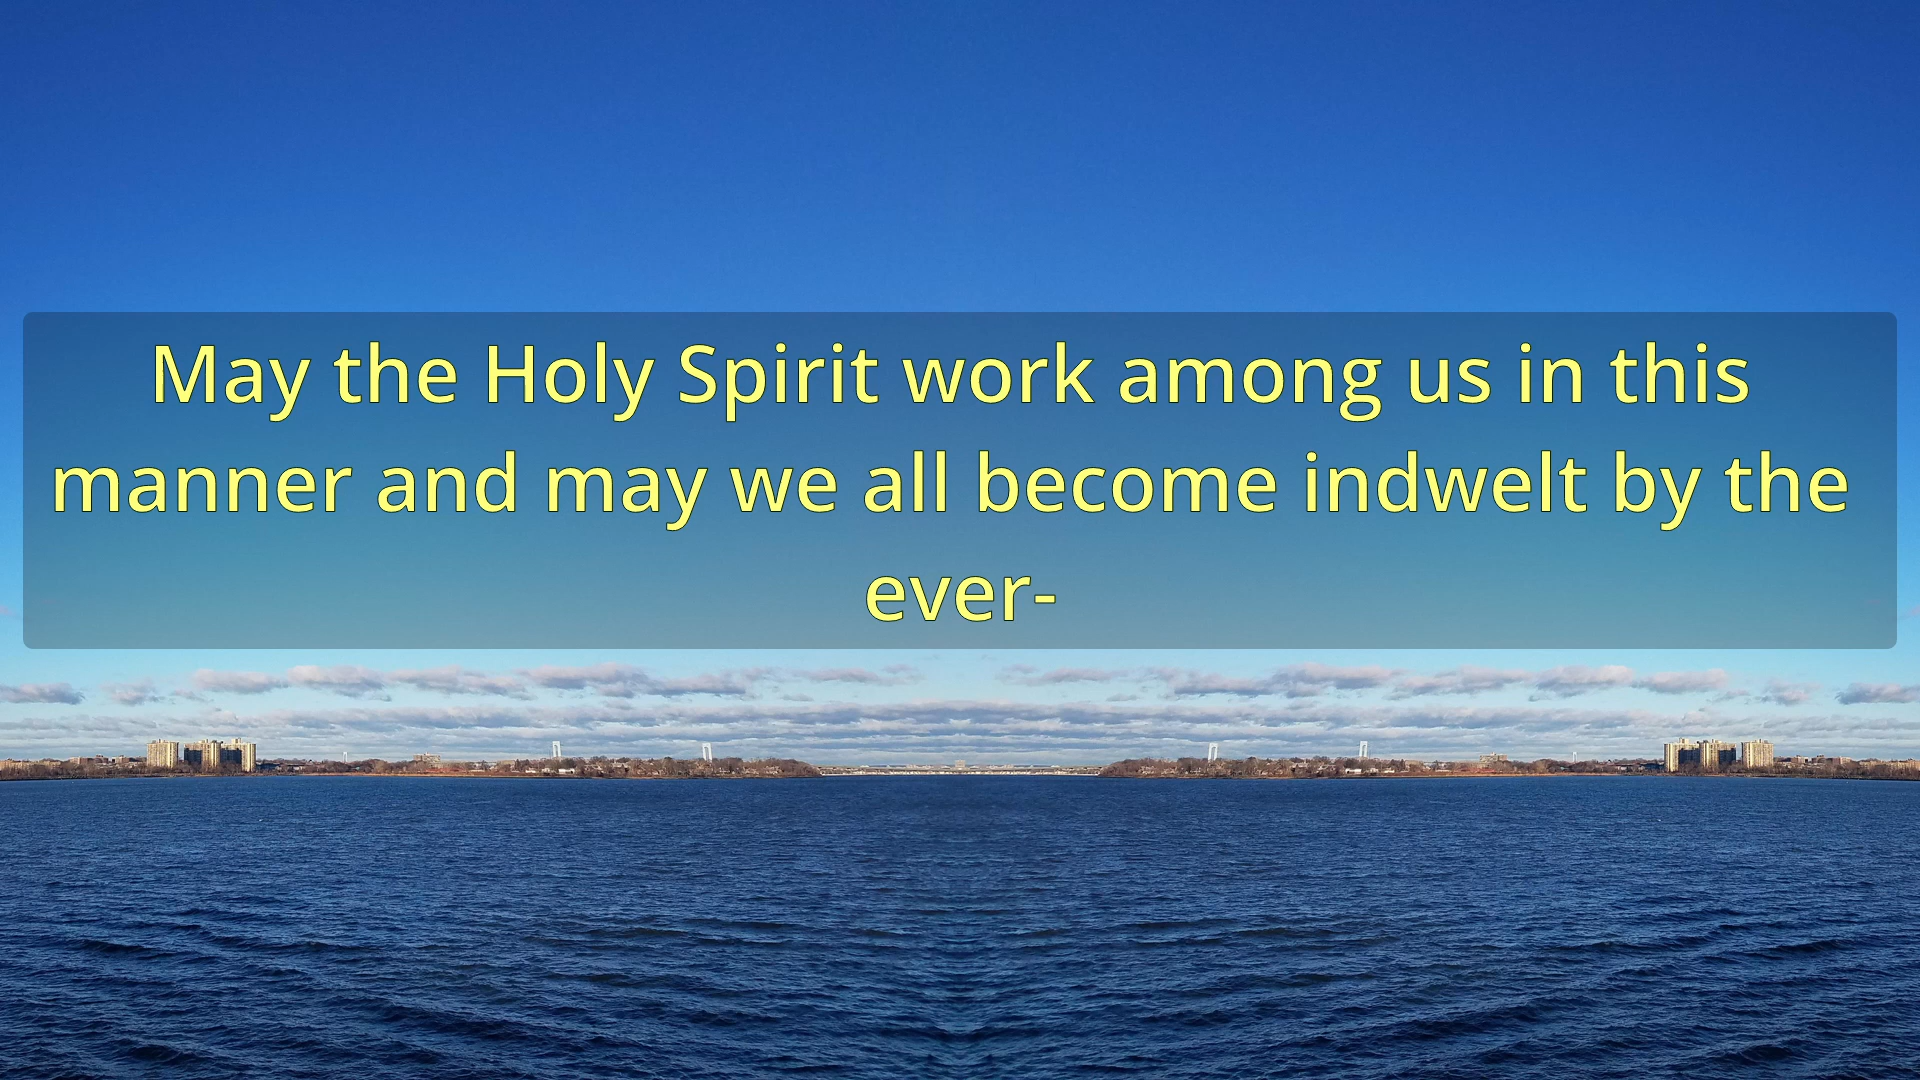 May the Holy Spirit work among us in this
manner and may we all become indwelt by the
ever-